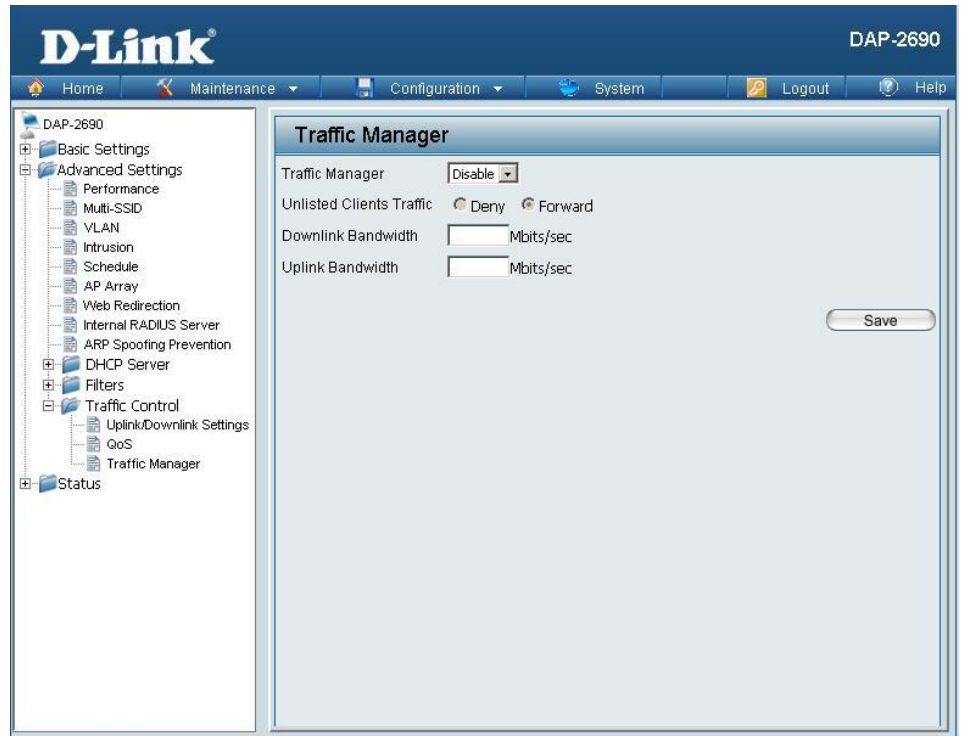 D-Link®
DAP-2690
Home Maintenance Configuration System Logout Help
DAP-2690
Basic Settings
Advanced Settings
Performance
Multi-SSID
VLAN
Intrusion
Schedule
AP Array
Web Redirection
Internal RADIUS Server
ARP Spoofing Prevention
DHCP Server
Filters
Traffic Control
Uplink/Downlink Settings
QoS
Traffic Manager
Status
Traffic Manager
Traffic Manager Disable
Unlisted Clients Traffic Deny Forward
Downlink Bandwidth Mbits/sec
Uplink Bandwidth Mbits/sec
Save